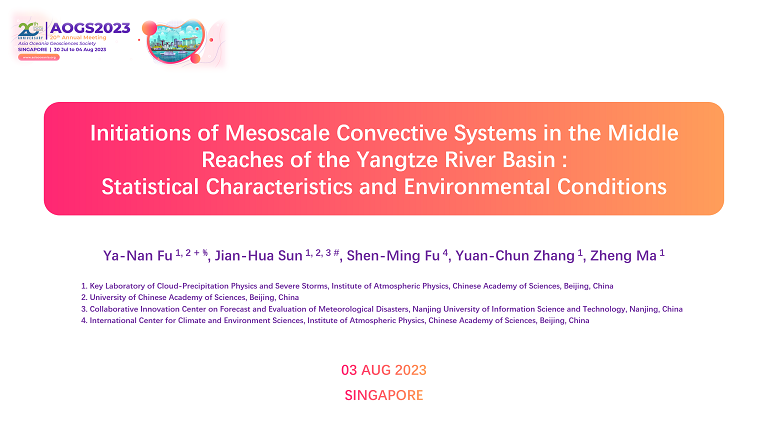 20th
ANNIVERSARY
AOGS2023
20th Annual Meeting
Asia Oceania Geosciences Society
SINGAPORE | 30 Jul to 04 Aug 2023
Initiations of Mesoscale Convective Systems in the Middle
Reaches of the Yangtze River Basin :
Statistical Characteristics and Environmental Conditions
Ya-Nan Fu 1, 2 + %, Jian-Hua Sun 1, 2, 3 #, Shen-Ming Fu 4, Yuan-Chun Zhang 1, Zheng Ma 1
1. Key Laboratory of Cloud-Precipitation Physics and Severe Storms, Institute of Atmospheric Physics, Chinese Academy of Sciences, Beijing, China
2. University of Chinese Academy of Sciences, Beijing, China
3. Collaborative Innovation Center on Forecast and Evaluation of Meteorological Disasters, Nanjing University of Information Science and Technology, Nanjing, China
4. International Center for Climate and Environment Sciences, Institute of Atmospheric Physics, Chinese Academy of Sciences, Beijing, China
03 AUG 2023
SINGAPORE